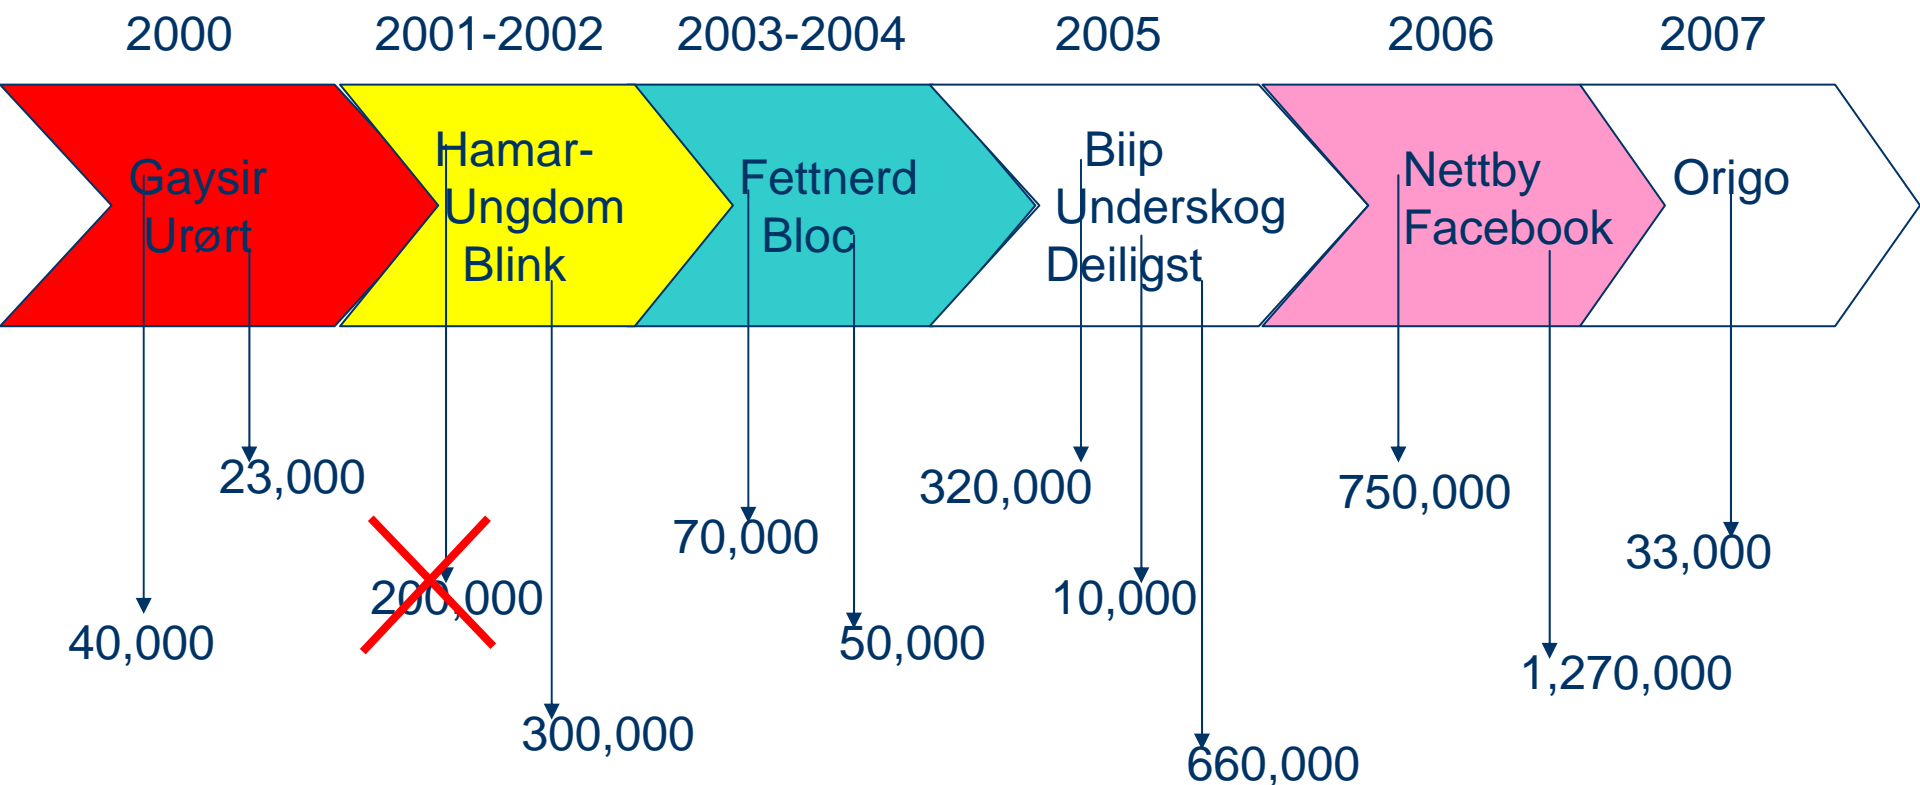 2000 2001-2002 2003-2004 2005 2006 2007
Gaysir
Urørt
Hamar-
Ungdom
Blink
Fettnerd
Bloc
Biip
Underskog
Deiligst
Nettby
Facebook
Origo
23,000
40,000
200,000
300,000
70,000
50,000
320,000
10,000
660,000
750,000
1,270,000
33,000